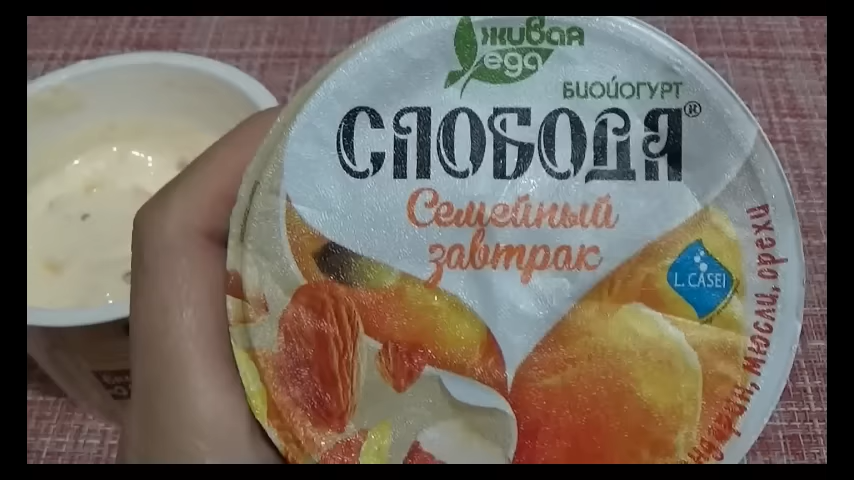 живая
еда
БИОЙОГУРТ
СЛОБОДА®
Семейный
завтрак
L. CASEI
мюсли, орехи